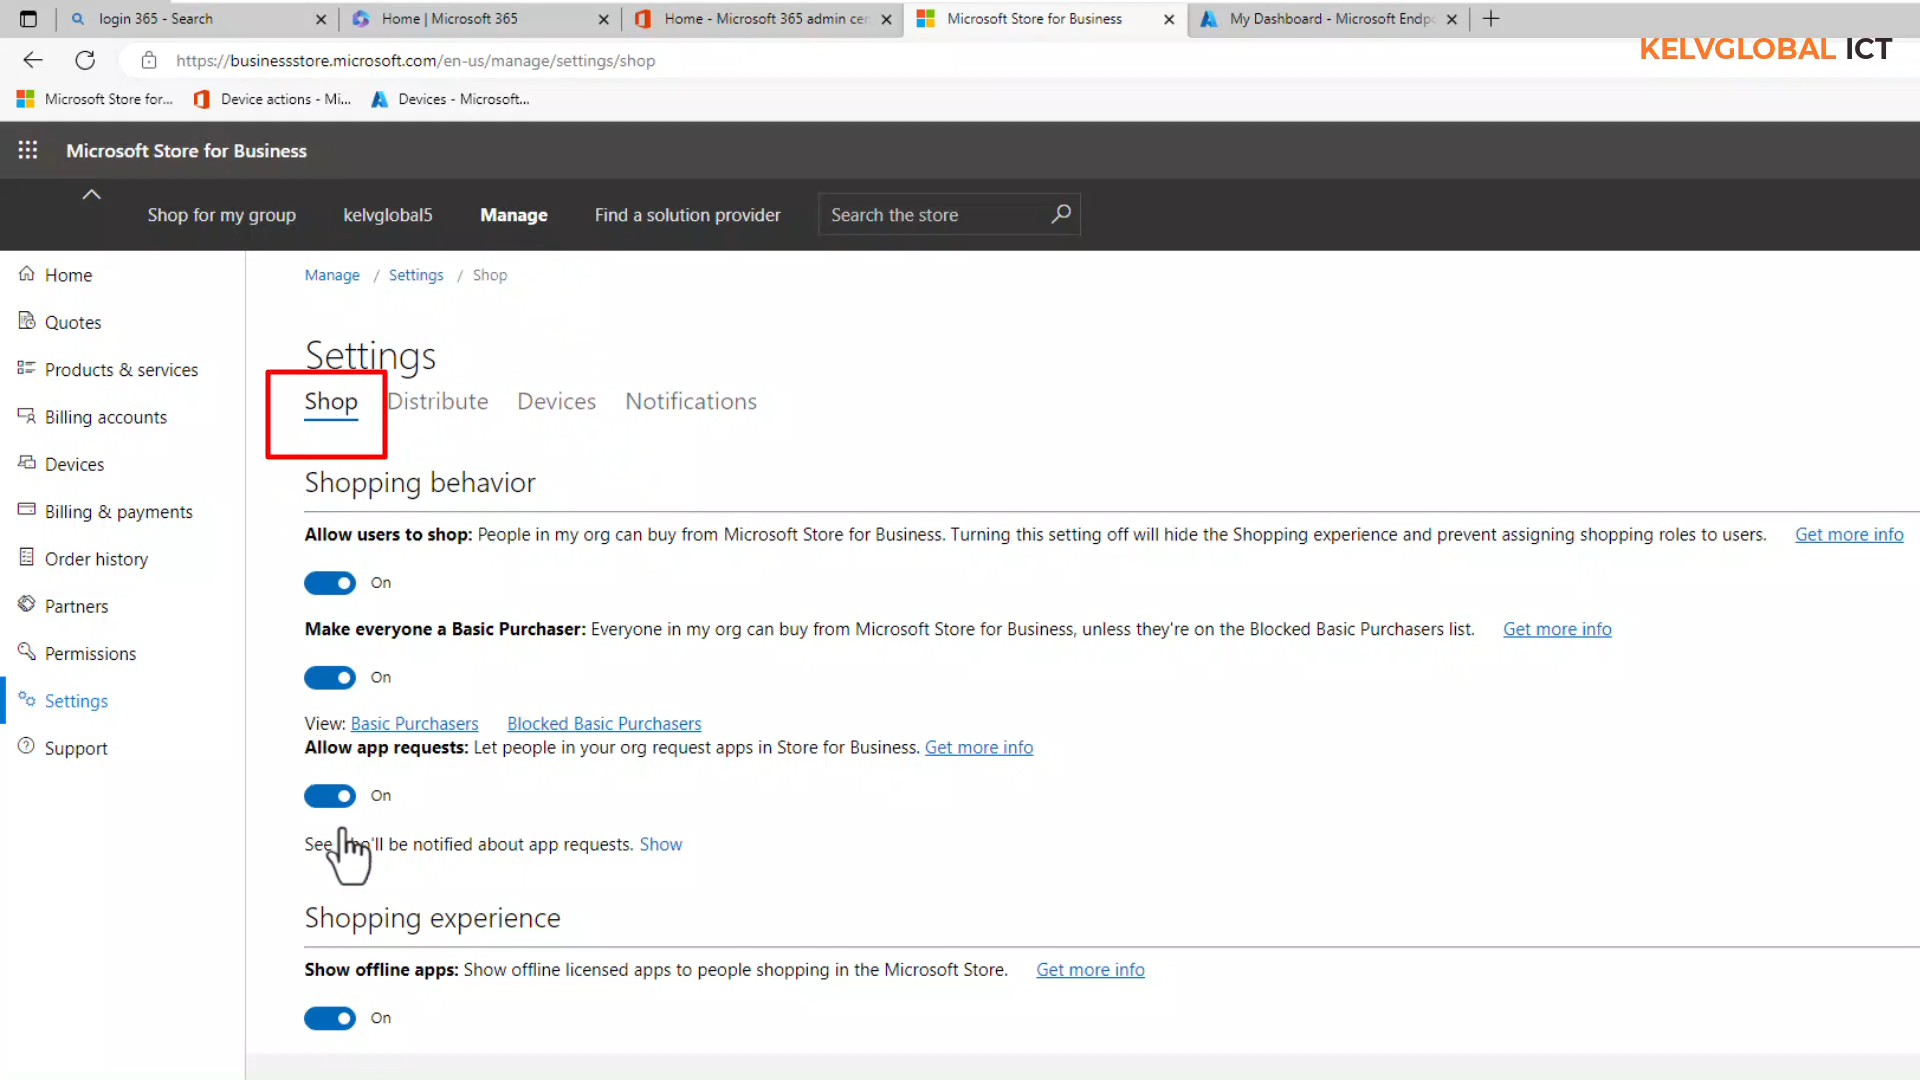 login 365 - Search
Home | Microsoft 365
Home - Microsoft 365 admin cen
Microsoft Store for Business
My Dashboard - Microsoft Endp
https://businessstore.microsoft.com/en-us/manage/settings/shop
KELVGLOBAL ICT
Microsoft Store for...
Device actions - Mi...
Devices - Microsoft...
Microsoft Store for Business
Shop for my group
kelvglobal5
Manage
Find a solution provider
Search the store
Home
Quotes
Products & services
Billing accounts
Devices
Billing & payments
Order history
Partners
Permissions
Settings
Support
Manage / Settings / Shop
Settings
Shop
Distribute
Devices
Notifications
Shopping behavior
Allow users to shop: People in my org can buy from Microsoft Store for Business. Turning this setting off will hide the Shopping experience and prevent assigning shopping roles to users. Get more info
On
Make everyone a Basic Purchaser: Everyone in my org can buy from Microsoft Store for Business, unless they're on the Blocked Basic Purchasers list. Get more info
On
View: Basic Purchasers Blocked Basic Purchasers
Allow app requests: Let people in your org request apps in Store for Business. Get more info
On
See who'll be notified about app requests. Show
Shopping experience
Show offline apps: Show offline licensed apps to people shopping in the Microsoft Store. Get more info
On